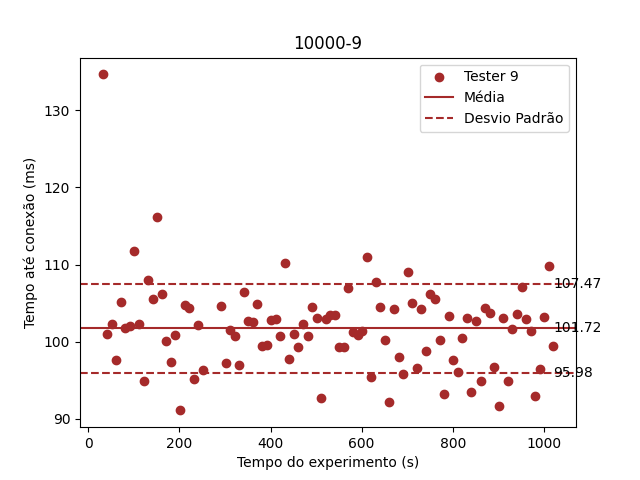 10000-9
Tester 9
Média
Desvio Padrão
Tempo até conexão (ms)
130
120
110
100
90
107.47
101.72
95.98
0 200 400 600 800 1000
Tempo do experimento (s)